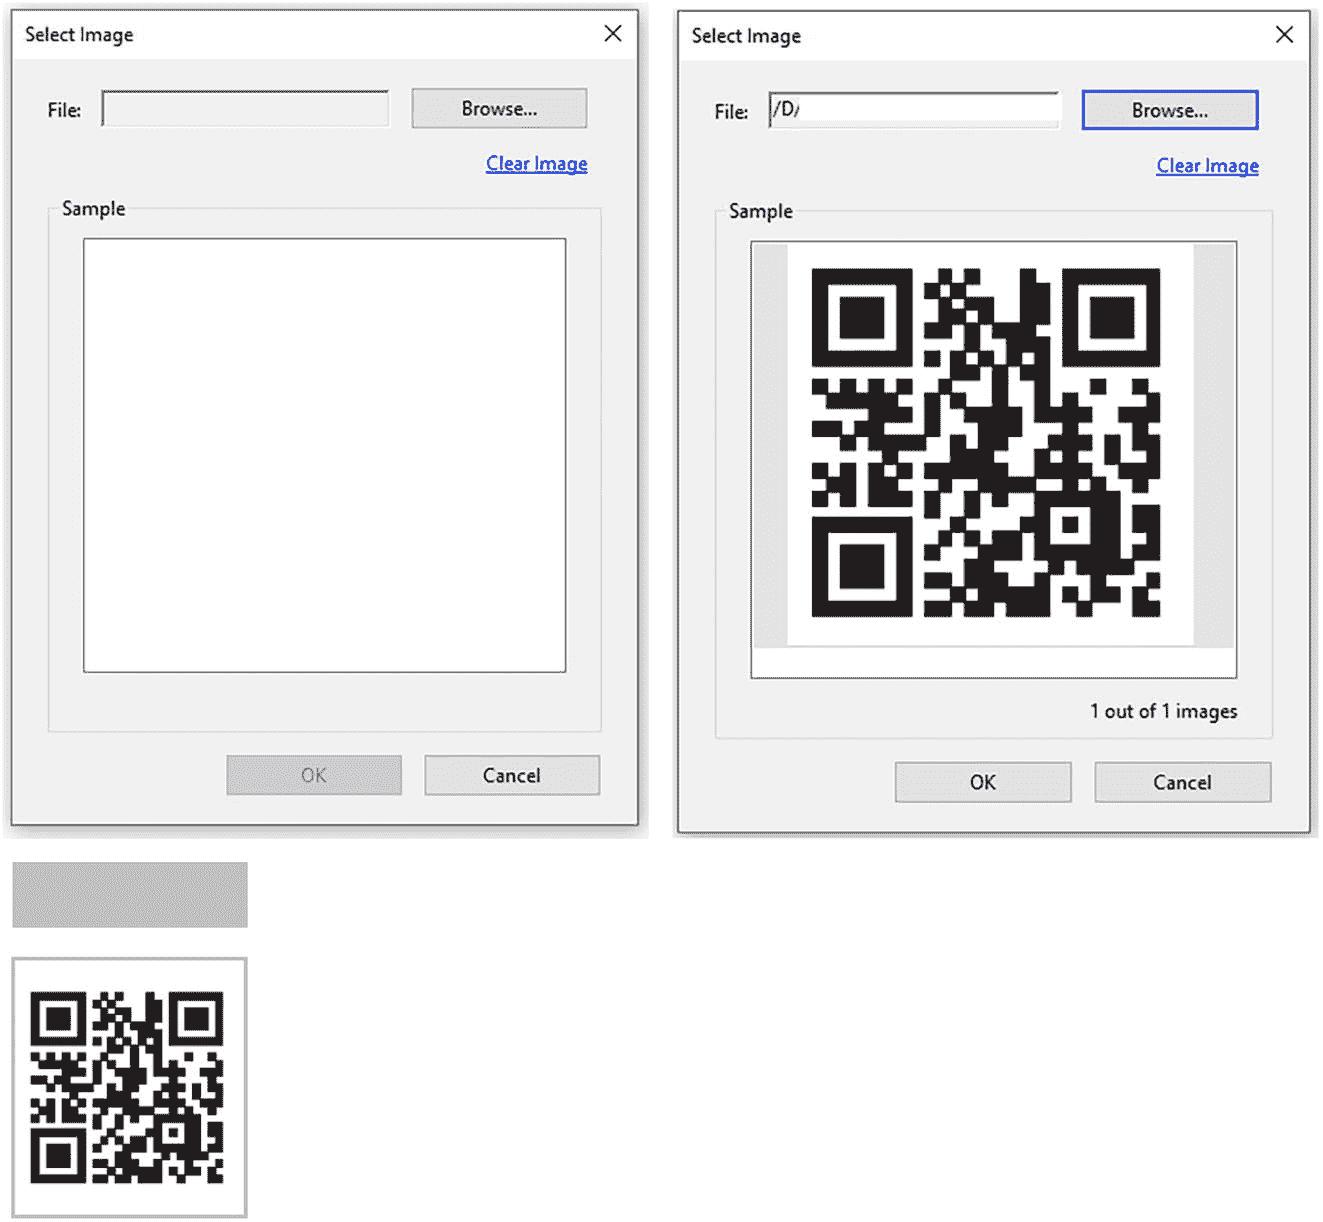 Select Image
File:
Browse...
Clear Image
Sample
OK
Cancel
Select Image
File:
/D/
Browse...
Clear Image
Sample
1 out of 1 images
OK
Cancel